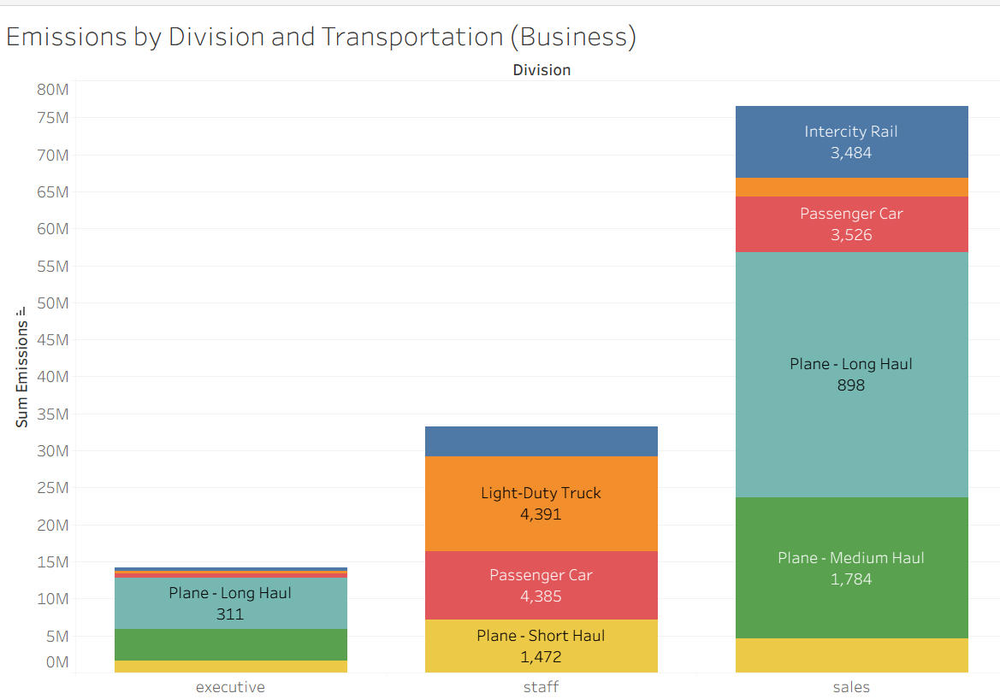 Emissions by Division and Transportation (Business)
Division
80M
75M
70M
65M
60M
55M
50M
45M
40M
35M
30M
25M
20M
15M
10M
5M
0M
Sum Emissions
Intercity Rail
3,484
Passenger Car
3,526
Plane - Long Haul
898
Plane - Medium Haul
1,784
Light-Duty Truck
4,391
Passenger Car
4,385
Plane - Short Haul
1,472
Plane - Long Haul
311
executive
staff
sales